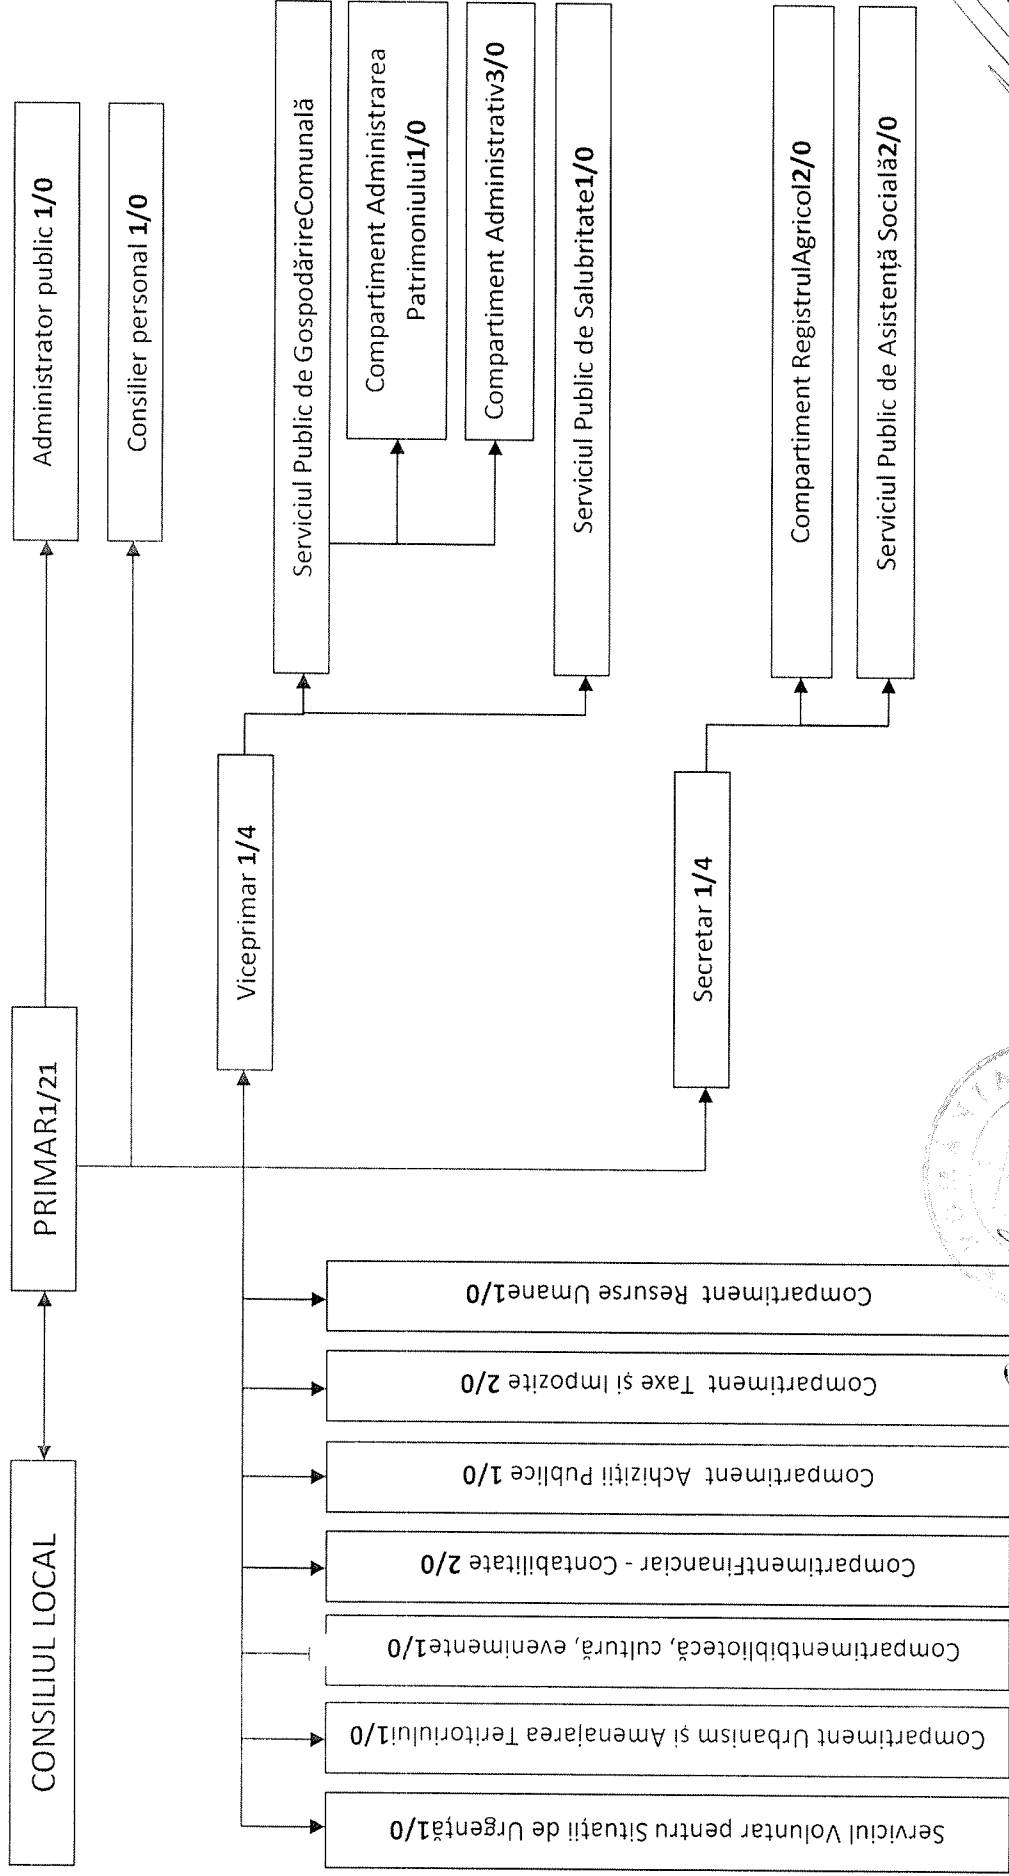 CONSILIUL LOCAL
PRIMAR1/21
Administrator public 1/0
Consilier personal 1/0
Viceprimar 1/4
Serviciul Public de GospodărireComunală
Compartiment Administrarea
Patrimoniului1/0
Compartiment Administrativ3/0
Serviciul Public de Salubritate1/0
Secretar 1/4
Compartiment RegistrulAgricol2/0
Serviciul Public de Asistență Socială2/0
Serviciul Voluntar pentru Situații de Urgență1/0
Compartiment Urbanism și Amenajarea Teritoriului1/0
Compartimentbibliotecă, cultură, evenimente1/0
CompartimentFinanciar - Contabilitate 2/0
Compartiment Achiziții Publice 1/0
Compartiment Taxe și Impozite 2/0
Compartiment Resurse Umane1/0